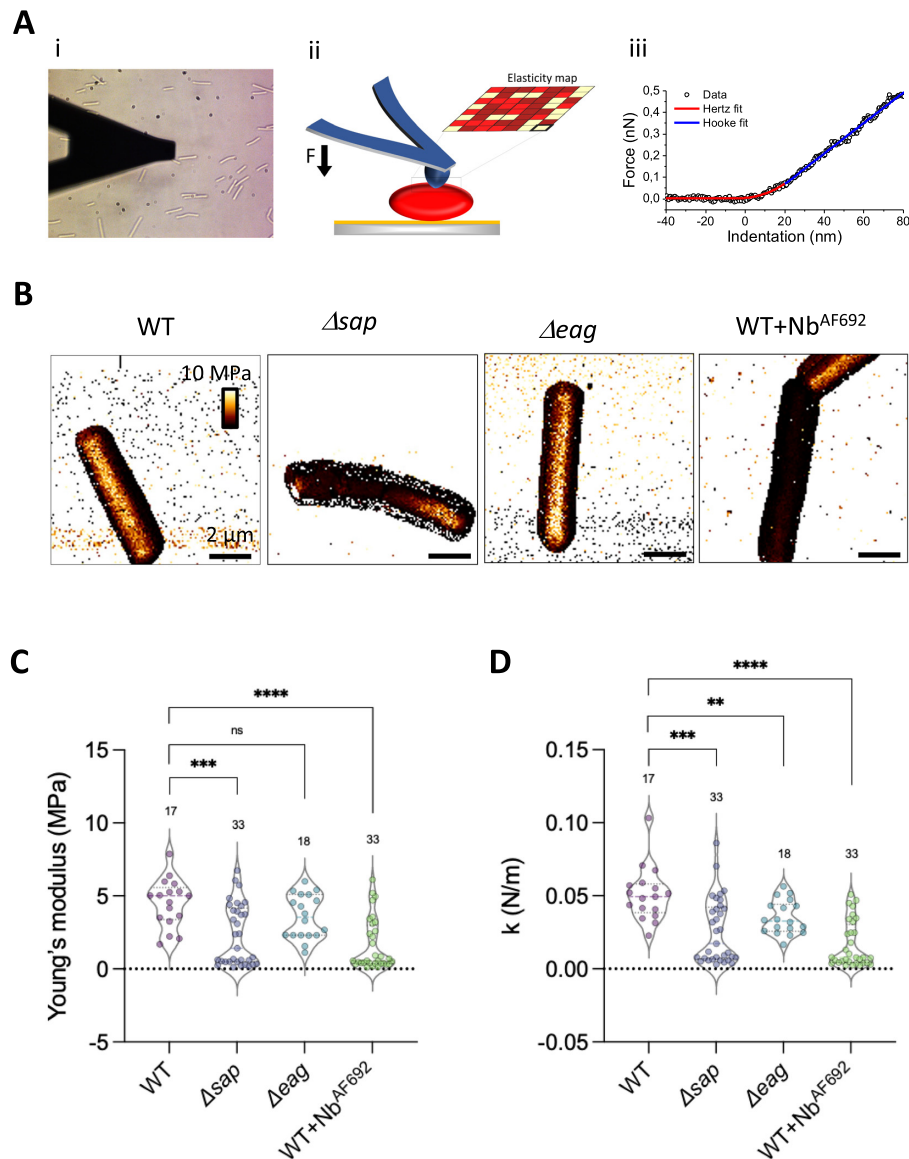 A
i
ii
iii
Elasticity map
F
Data
Hertz fit
Hooke fit
Force (nN)
0,5
0,4
0,3
0,2
0,1
0,0
-40 -20 0 20 40 60 80
Indentation (nm)
B
WT
Δsap
Δeag
WT+Nb^AF692
10 MPa
2 µm
C
****
ns
***
Young's modulus (MPa)
15
10
5
0
-5
17
33
18
33
WT
Δsap
Δeag
WT+Nb^AF692
D
****
**
***
k (N/m)
0.15
0.10
0.05
0.00
-0.05
17
33
18
33
WT
Δsap
Δeag
WT+Nb^AF692